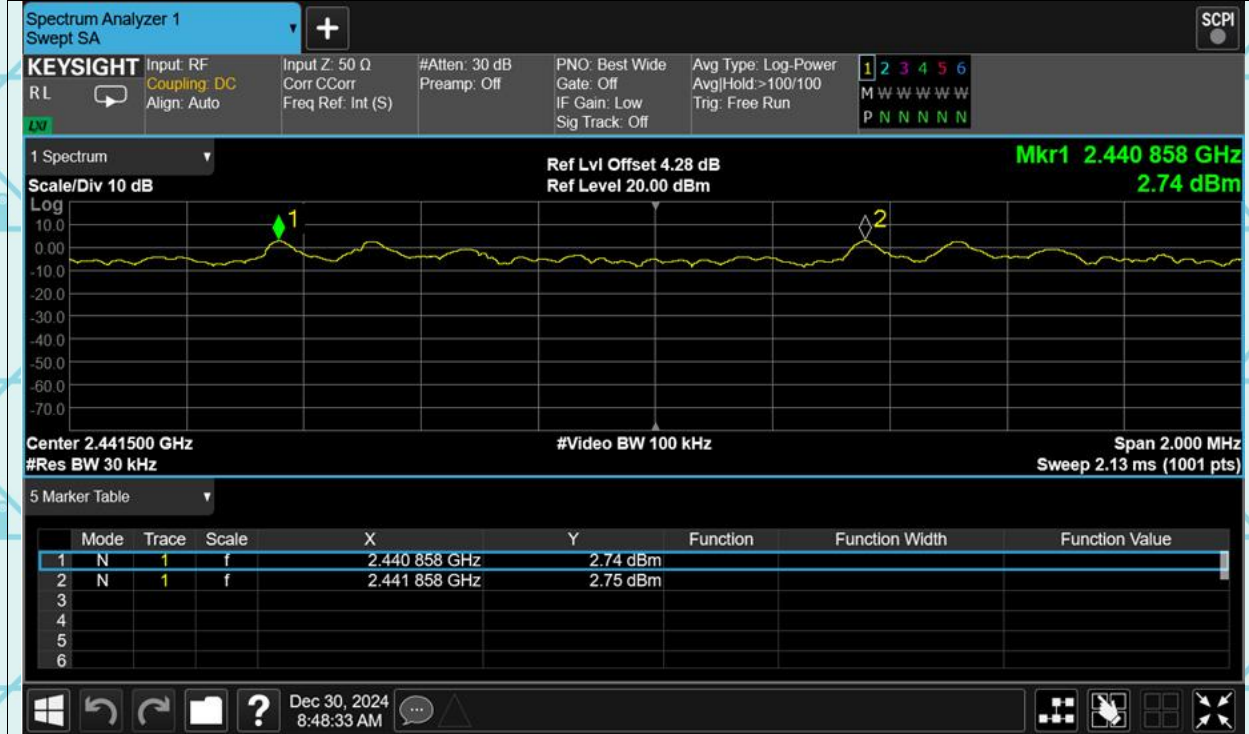 Spectrum Analyzer 1
Swept SA
+
SCPI
KEYSIGHT
R L
LXI
Input: RF
Coupling: DC
Align: Auto
Input Z: 50 Ω
Corr CCorr
Freq Ref: Int (S)
#Atten: 30 dB
Preamp: Off
PNO: Best Wide
Gate: Off
IF Gain: Low
Sig Track: Off
Avg Type: Log-Power
Avg|Hold:>100/100
Trig: Free Run
1 2 3 4 5 6
M W W W W W
P N N N N N
1 Spectrum
Scale/Div 10 dB
Ref Lvl Offset 4.28 dB
Ref Level 20.00 dBm
Mkr1 2.440 858 GHz
2.74 dBm
Log
10.0
0.00
-10.0
-20.0
-30.0
-40.0
-50.0
-60.0
-70.0
1
2
Center 2.441500 GHz
#Res BW 30 kHz
#Video BW 100 kHz
Span 2.000 MHz
Sweep 2.13 ms (1001 pts)
5 Marker Table
Mode Trace Scale X Y Function Function Width Function Value
1 N 1 f 2.440 858 GHz 2.74 dBm
2 N 1 f 2.441 858 GHz 2.75 dBm
3
4
5
6
?
Dec 30, 2024
8:48:33 AM